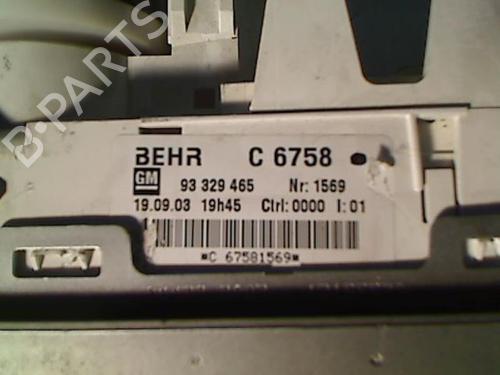 B-PARTS
BEHR C 6758
GM 93 329 465 Nr: 1569
19.09.03 19h45 Ctrl: 0000 I: 01
*C 67581569*